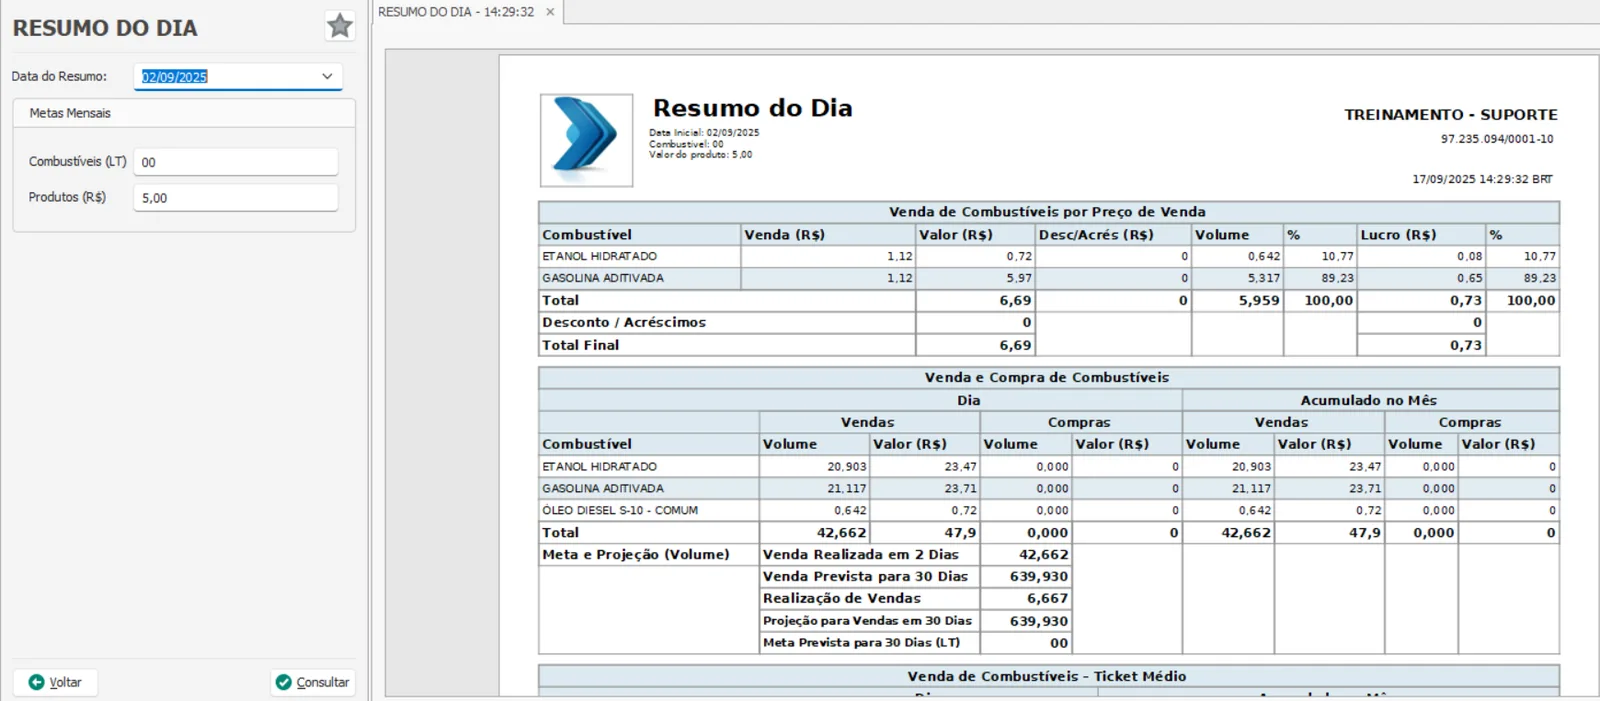 RESUMO DO DIA
Data do Resumo: 02/09/2025
Metas Mensais
Combustíveis (LT) 00
Produtos (R$) 5,00
Voltar Consultar
RESUMO DO DIA - 14:29:32 ×
Resumo do Dia
Data Inicial: 02/09/2025
Combustivel: 00
Valor do produto: 5,00
TREINAMENTO - SUPORTE
97.235.094/0001-10
17/09/2025 14:29:32 BRT
Venda de Combustíveis por Preço de Venda
Combustível Venda (R$) Valor (R$) Desc/Acrés (R$) Volume % Lucro (R$) %
ETANOL HIDRATADO 1,12 0,72 0 0,642 10,77 0,08 10,77
GASOLINA ADITIVADA 1,12 5,97 0 5,317 89,23 0,65 89,23
Total 6,69 0 5,959 100,00 0,73 100,00
Desconto / Acréscimos 0 0
Total Final 6,69 0,73
Venda e Compra de Combustíveis
Dia Acumulado no Mês
Vendas Compras Vendas Compras
Combustível Volume Valor (R$) Volume Valor (R$) Volume Valor (R$) Volume Valor (R$)
ETANOL HIDRATADO 20,903 23,47 0,000 0 20,903 23,47 0,000 0
GASOLINA ADITIVADA 21,117 23,71 0,000 0 21,117 23,71 0,000 0
ÓLEO DIESEL S-10 - COMUM 0,642 0,72 0,000 0 0,642 0,72 0,000 0
Total 42,662 47,9 0,000 0 42,662 47,9 0,000 0
Meta e Projeção (Volume) Venda Realizada em 2 Dias 42,662
Venda Prevista para 30 Dias 639,930
Realização de Vendas 6,667
Projeção para Vendas em 30 Dias 639,930
Meta Prevista para 30 Dias (LT) 00
Venda de Combustíveis - Ticket Médio